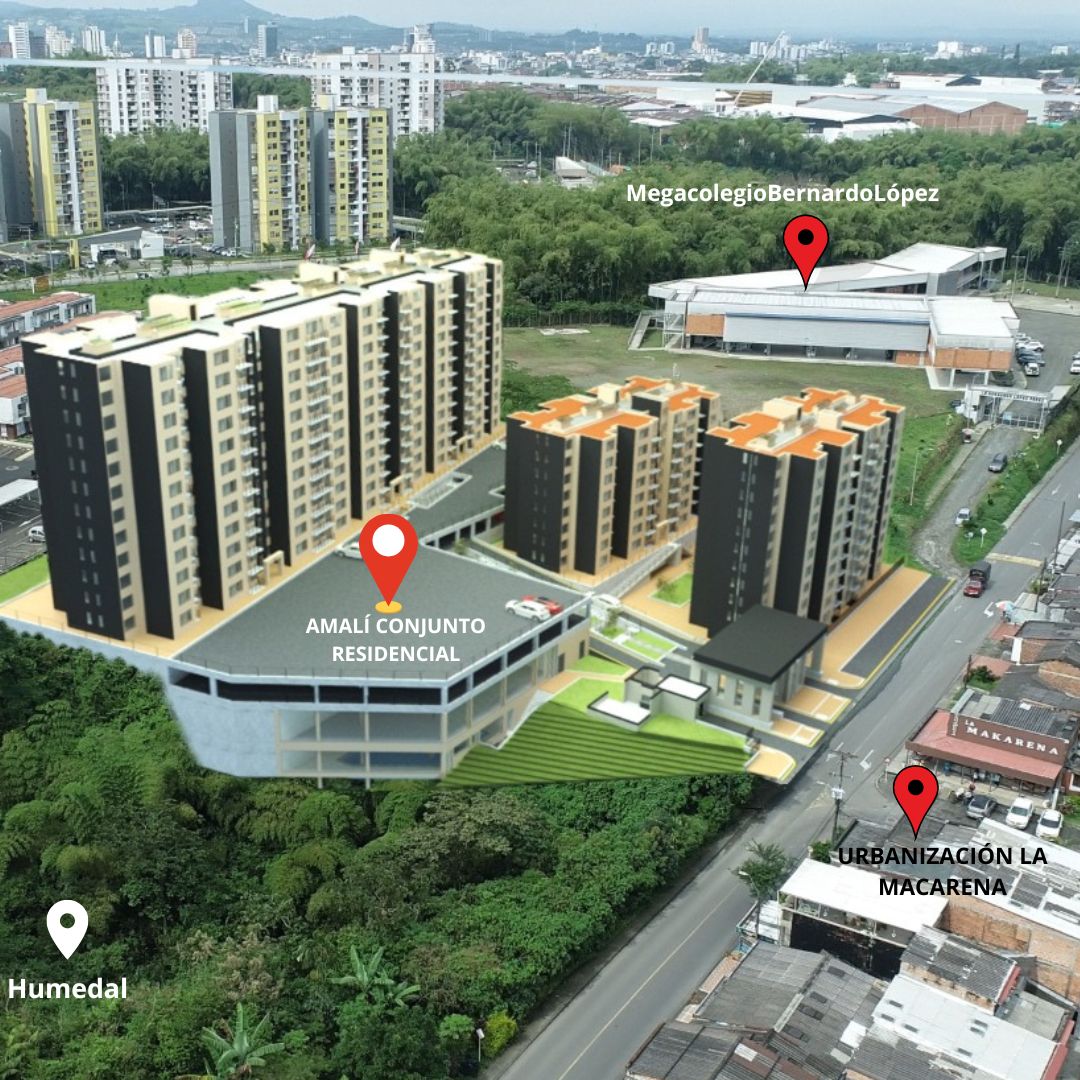 MegacolegioBernardoLópez
AMALÍ CONJUNTO
RESIDENCIAL
LA
MAKARENA
URBANIZACIÓN LA
MACARENA
Humedal